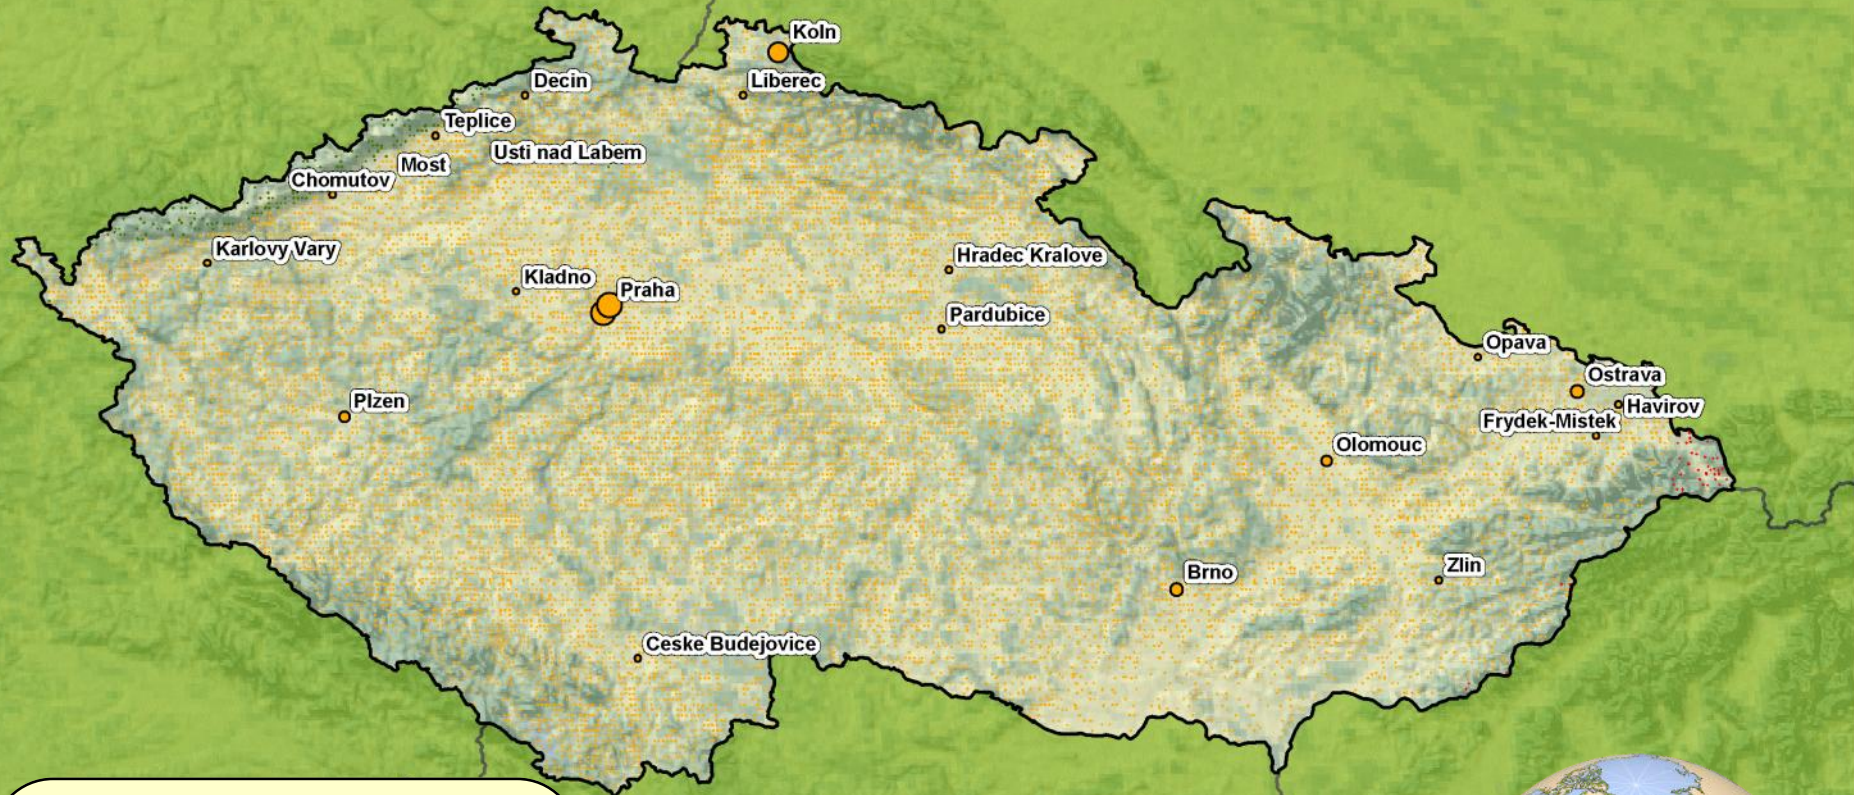 Koln
Decin
Liberec
Teplice
Usti nad Labem
Most
Chomutov
Karlovy Vary
Hradec Kralove
Kladno
Praha
Pardubice
Opava
Ostrava
Plzen
Havirov
Frydek-Mistek
Olomouc
Zlin
Brno
Ceske Budejovice